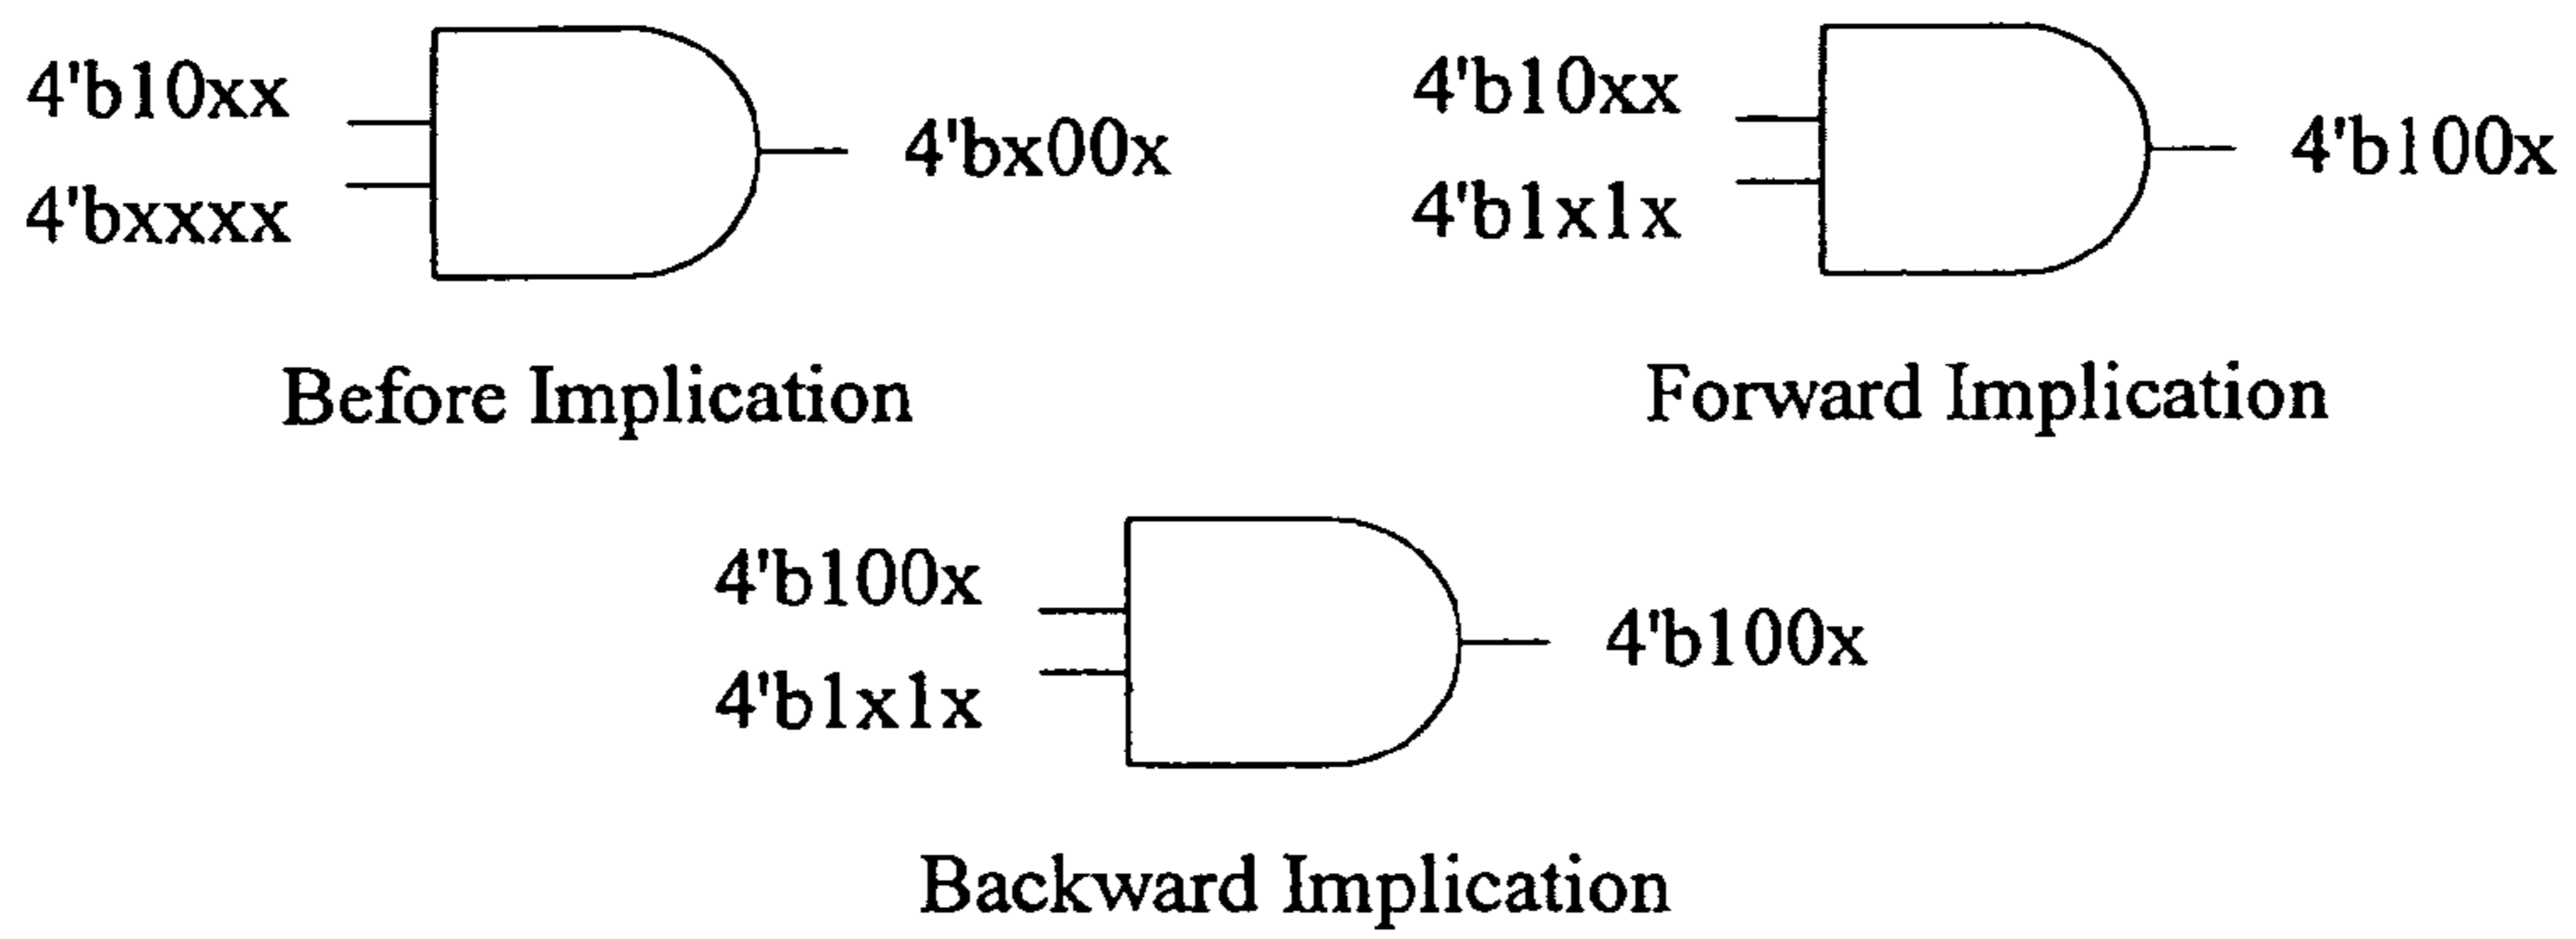 4'b10xx
4'bxxxx
4'bx00x
Before Implication
4'b10xx
4'b1x1x
4'b100x
Forward Implication
4'b100x
4'b1x1x
4'b100x
Backward Implication